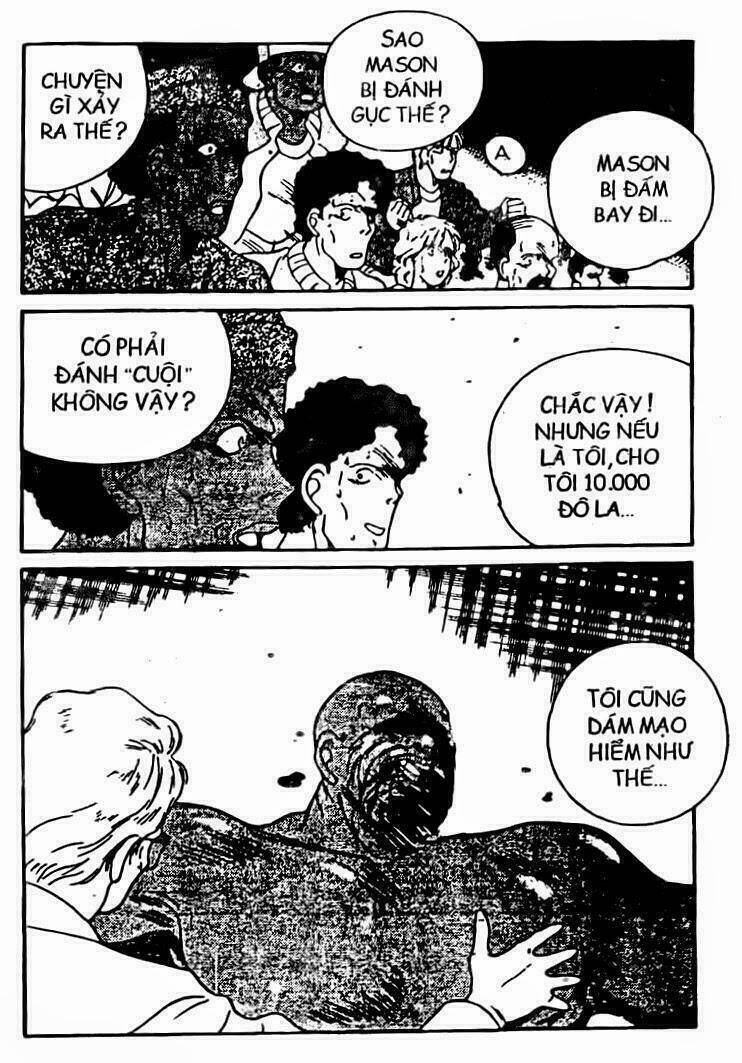 CHUYỆN
GÌ XẢY
RA THẾ?
SAO
MASON
BỊ ĐÁNH
GỤC THẾ?
A
MASON
BỊ ĐẤM
BAY ĐI...
CÓ PHẢI
ĐÁNH "CUỘI"
KHÔNG VẬY?
CHẮC VẬY!
NHƯNG NẾU
LÀ TÔI, CHO
TÔI 10.000
ĐÔ LA...
TÔI CŨNG
DÁM MẠO
HIỂM NHƯ
THẾ...